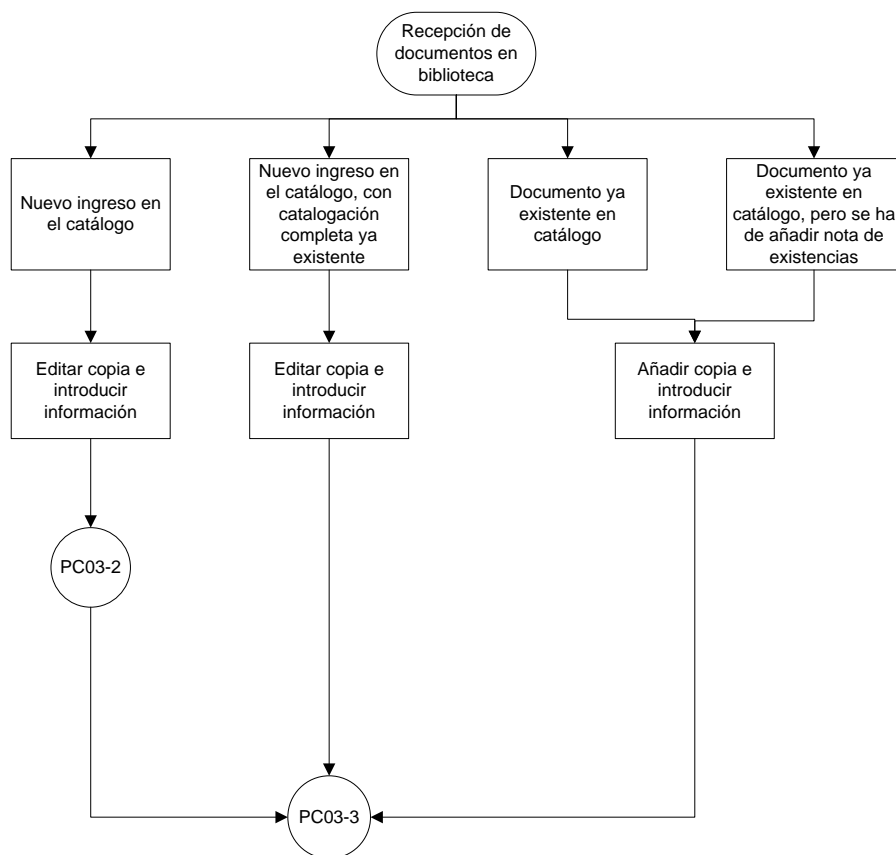 Recepción de
documentos en
biblioteca
Nuevo ingreso en
el catálogo
Nuevo ingreso en
el catálogo, con
catalogación
completa ya
existente
Documento ya
existente en
catálogo
Documento ya
existente en
catálogo, pero se ha
de añadir nota de
existencias
Editar copia e
introducir
información
Editar copia e
introducir
información
Añadir copia e
introducir
información
PC03-2
PC03-3